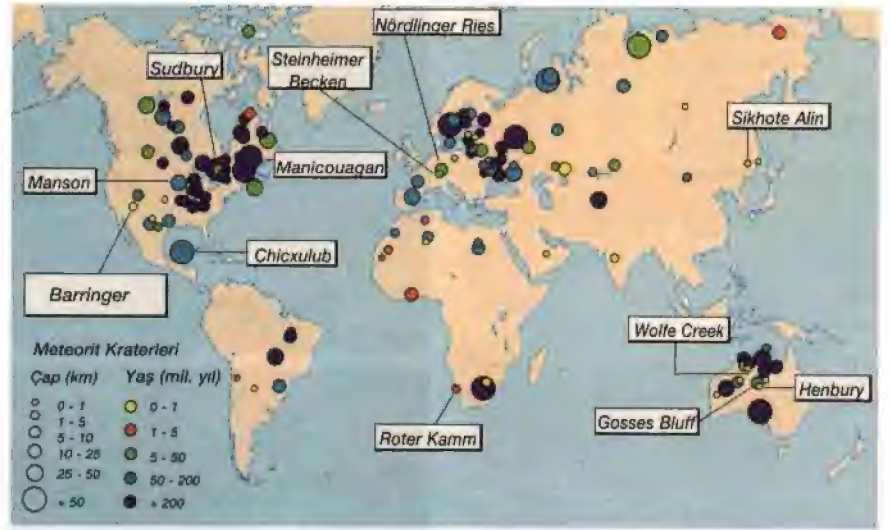 Nördlinger Ries
Steinheimer
Becken
Sudbury
Sikhote Alin
Manicouagan
Manson
Chicxulub
Barringer
Wolfe Creek
Meteorit Kraterleri
Çap (km) Yaş (mil. yıl)
0 - 1 0 - 1
1 - 5 1 - 5
5 - 10
10 - 25 5 - 50
25 - 50 50 - 200
+ 50 + 200
Henbury
Gosses Bluff
Roter Kamm